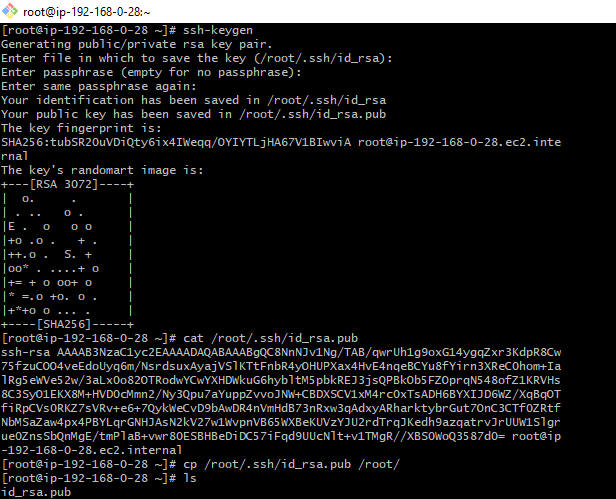 root@ip-192-168-0-28:~
[root@ip-192-168-0-28 ~]# ssh-keygen
Generating public/private rsa key pair.
Enter file in which to save the key (/root/.ssh/id_rsa):
Enter passphrase (empty for no passphrase):
Enter same passphrase again:
Your identification has been saved in /root/.ssh/id_rsa
Your public key has been saved in /root/.ssh/id_rsa.pub
The key fingerprint is:
SHA256:tubSR2OuVDiQty6ix4IWeqq/OYIYTLjHA67V1BIwviA root@ip-192-168-0-28.ec2.inte
rnal
The key's randomart image is:
+---[RSA 3072]----+
|  o.     .       |
| . ..   o .      |
|E .  o   o o     |
|+o .o .   + .    |
|++.o .  S. +     |
|oo* . ....+ o    |
|+= + o oo+ o     |
|* =.o +o. o .    |
|+*+o o ... .     |
+----[SHA256]-----+
[root@ip-192-168-0-28 ~]# cat /root/.ssh/id_rsa.pub
ssh-rsa AAAAB3NzaC1yc2EAAAADAQABAAABgQC8NnNJv1Ng/TAB/qwrUh1g9oxG14ygqZxr3KdpR8Cw
75fzuCOO4veEdoUyq6m/NsrdsuxAyajVSlKTtFnbR4yOHUPXax4HvE4nqeBCYu8fYirn3XReCOhom+Ia
lRg5eWVe52w/3aLxOo82OTRodwYCwYXHDWkuG6hybltM5pbkREJ3jsQPBkOb5FZOprqN548ofZ1KRVHs
8C3SyO1EKX8M+HVDOcMmn2/Ny3Qpu7aYuppZvvoJNW+CBDXSCV1xM4rcOxTsADH6BYXIJD6WZ/XqBqOT
fiRpCVsORKZ7sVRv+e6+7QykWeCvD9bAwDR4nVmHdB73nRxw3qAdxyARharktybrGut7OnC3CTfOZRtf
NbMSaZaw4px4PBYLqrGNHJAsN2kV27w1WvpnVB65WXBeKUVzYJU2rdTrqJKedh9azqatrvJrUUW1Slgr
ueOZnsSbQnMgE/tmPlaB+vwr8OESBHBeDiDC57iFqd9UUcNlt+v1TMgR//XBSOWoQ3587dO= root@ip
-192-168-0-28.ec2.internal
[root@ip-192-168-0-28 ~]# cp /root/.ssh/id_rsa.pub /root/
[root@ip-192-168-0-28 ~]# ls
id_rsa.pub